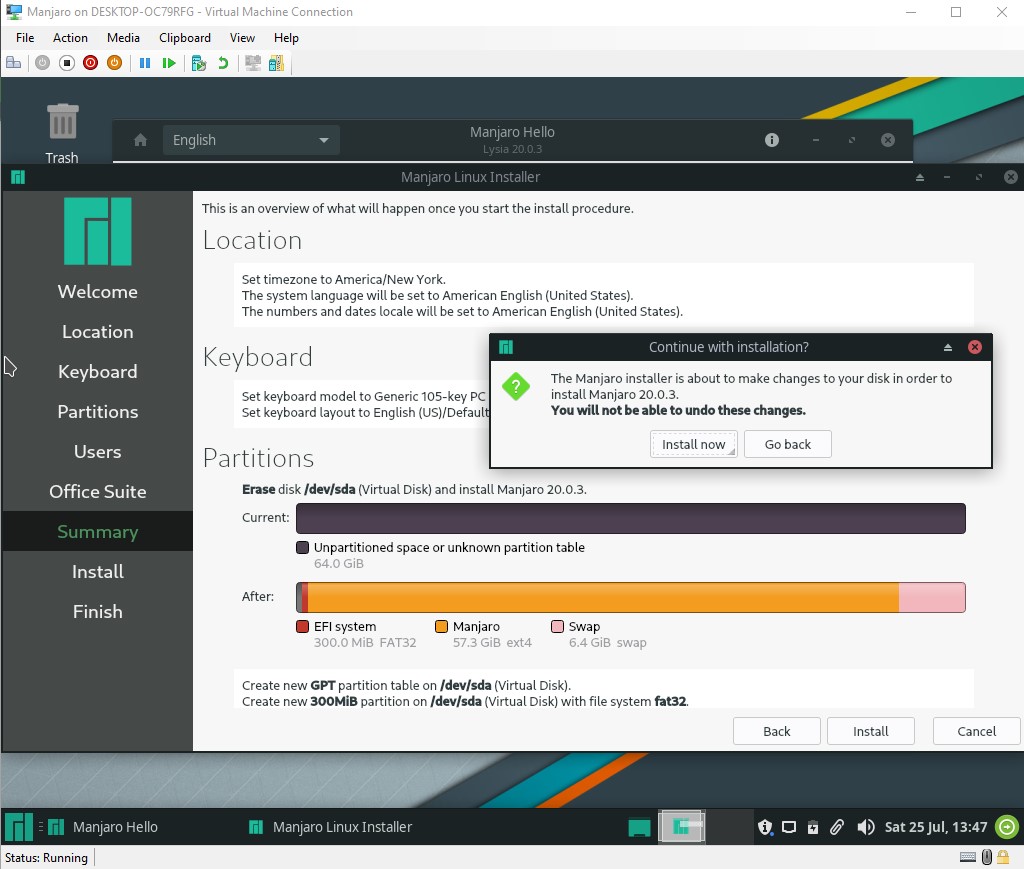 Manjaro on DESKTOP-OC79RFG - Virtual Machine Connection
File Action Media Clipboard View Help
Trash
English
Manjaro Hello
Lysia 20.0.3
Manjaro Linux Installer
Welcome
Location
Keyboard
Partitions
Users
Office Suite
Summary
Install
Finish
This is an overview of what will happen once you start the install procedure.
Location
Set timezone to America/New York.
The system language will be set to American English (United States).
The numbers and dates locale will be set to American English (United States).
Keyboard
Set keyboard model to Generic 105-key PC
Set keyboard layout to English (US)/Default
Continue with installation?
The Manjaro installer is about to make changes to your disk in order to
install Manjaro 20.0.3.
You will not be able to undo these changes.
Install now
Go back
Partitions
Erase disk /dev/sda (Virtual Disk) and install Manjaro 20.0.3.
Current:
Unpartitioned space or unknown partition table
64.0 GiB
After:
EFI system Manjaro Swap
300.0 MiB FAT32 57.3 GiB ext4 6.4 GiB swap
Create new GPT partition table on /dev/sda (Virtual Disk).
Create new 300MiB partition on /dev/sda (Virtual Disk) with file system fat32.
Back Install Cancel
Manjaro Hello Manjaro Linux Installer Sat 25 Jul, 13:47
Status: Running